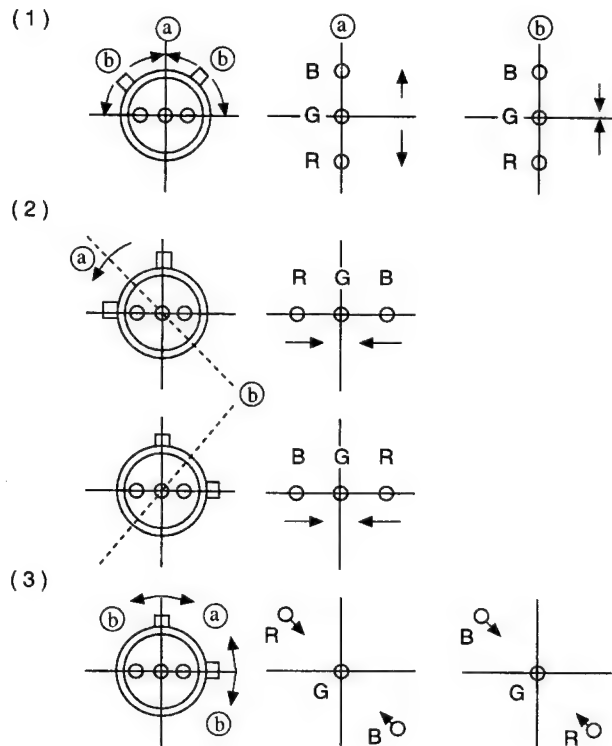 (1)
ⓐ ⓐ ⓑ
ⓑ ⓑ
B B
G G
R R
(2)
ⓐ
R G B
ⓑ
B G R
(3)
ⓑ ⓐ
R B
G G
ⓑ
B R